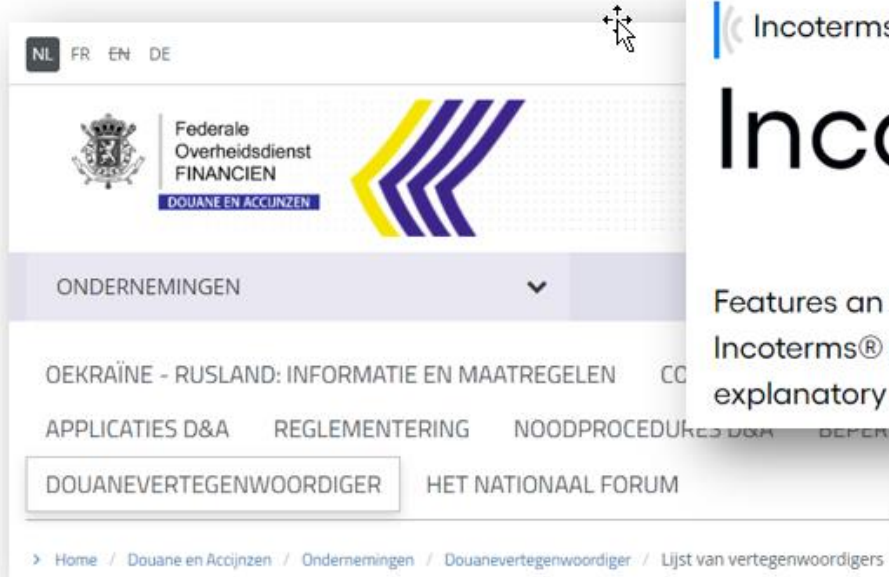 NL FR EN DE
Federale
Overheidsdienst
FINANCIEN
DOUANE EN ACCIJNZEN
ONDERNEMINGEN
OEKRAÏNE - RUSLAND: INFORMATIE EN MAATREGELEN
APPLICATIES D&A REGLEMENTERING NOODPROCEDURES D&A
DOUANEVERTEGENWOORDIGER HET NATIONAAL FORUM
> Home / Douane en Accijnzen / Ondernemingen / Douanevertegenwoordiger / Lijst van vertegenwoordigers
Incoterms
Features an
Incoterms®
explanatory